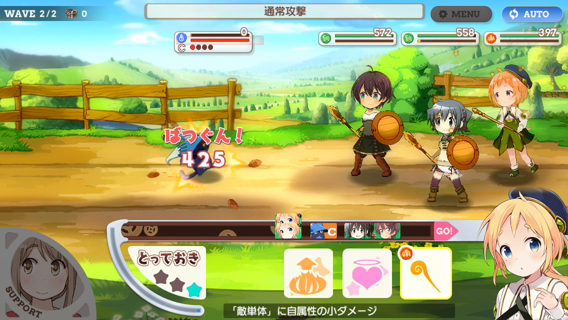 WAVE 2/2 0
通常攻撃
MENU
AUTO
0
C
572
558
397
ばつぐん!
425
C
GO!
とっておき
SUPPORT
「敵単体」に自属性の小ダメージ